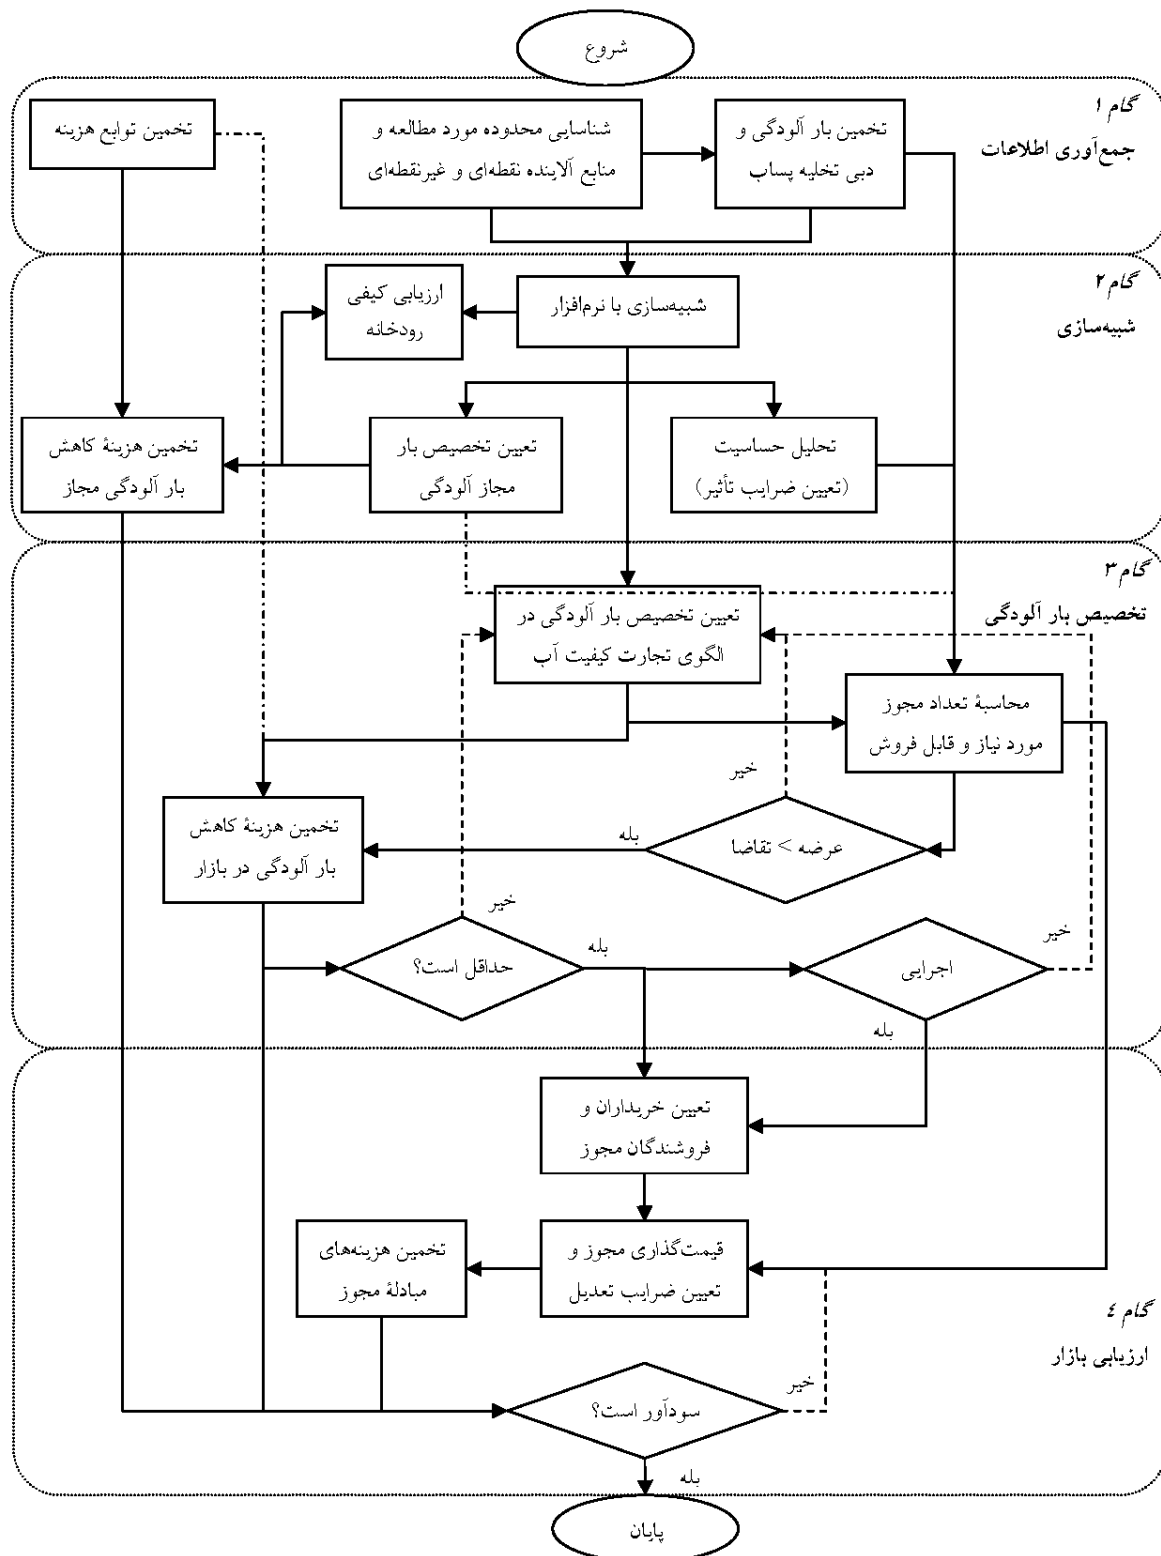 شروع
گام ۱
جمع‌آوری اطلاعات
تخمین بار آلودگی و
دبی تخلیه پساب
شناسایی محدوده مورد مطالعه و
منابع آلاینده نقطه‌ای و غیرنقطه‌ای
تخمین توابع هزینه
گام ۲
شبیه‌سازی
شبیه‌سازی با نرم‌افزار
ارزیابی کیفی
رودخانه
تحلیل حساسیت
(تعیین ضرایب تأثیر)
تعیین تخصیص بار
مجاز آلودگی
تخمین هزینهٔ کاهش
بار آلودگی مجاز
گام ۳
تخصیص بار آلودگی
تعیین تخصیص بار آلودگی در
الگوی تجارت کیفیت آب
محاسبهٔ تعداد مجوز
مورد نیاز و قابل فروش
خیر
عرضه > تقاضا
بله
تخمین هزینهٔ کاهش
بار آلودگی در بازار
خیر
حداقل است؟
بله
اجرایی
خیر
بله
تعیین خریداران و
فروشندگان مجوز
قیمت‌گذاری مجوز و
تعیین ضرایب تعدیل
تخمین هزینه‌های
مبادلهٔ مجوز
گام ٤
ارزیابی بازار
خیر
سودآور است؟
بله
پایان